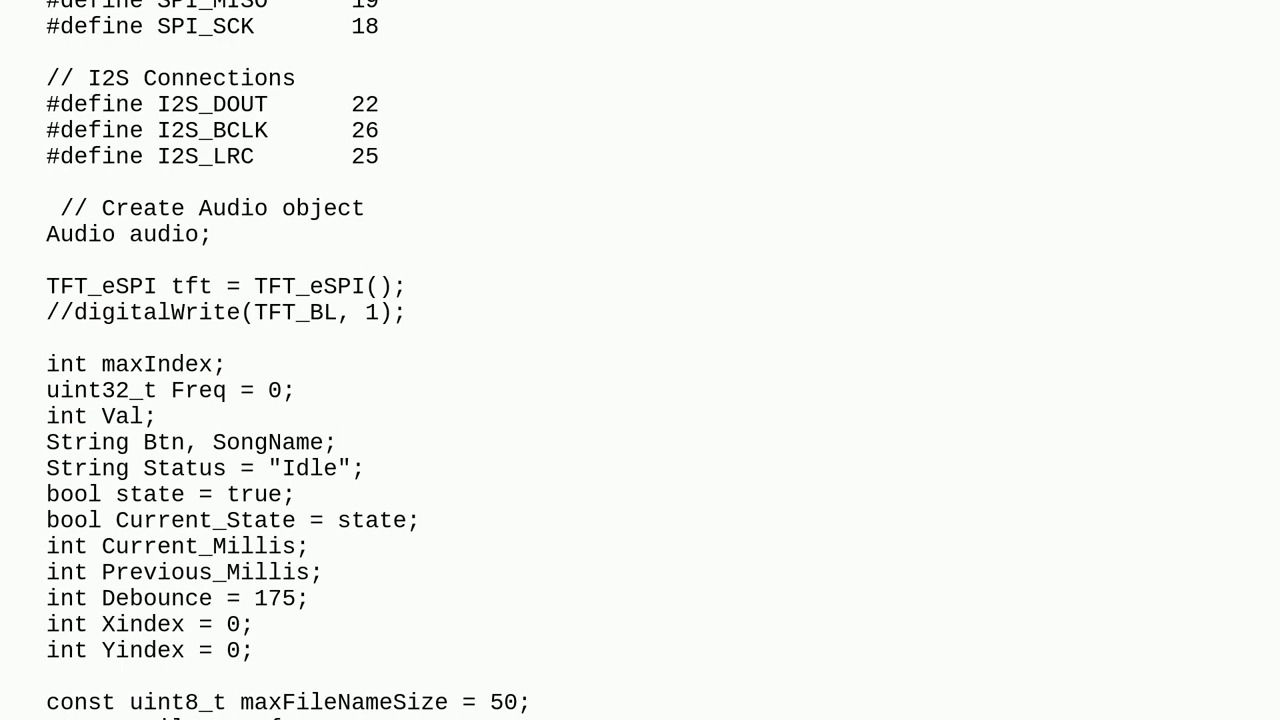 #define SPI_MISO      19
#define SPI_SCK       18

// I2S Connections
#define I2S_DOUT      22
#define I2S_BCLK      26
#define I2S_LRC       25

 // Create Audio object
Audio audio;

TFT_eSPI tft = TFT_eSPI();
//digitalWrite(TFT_BL, 1);

int maxIndex;
uint32_t Freq = 0;
int Val;
String Btn, SongName;
String Status = "Idle";
bool state = true;
bool Current_State = state;
int Current_Millis;
int Previous_Millis;
int Debounce = 175;
int Xindex = 0;
int Yindex = 0;

const uint8_t maxFileNameSize = 50;